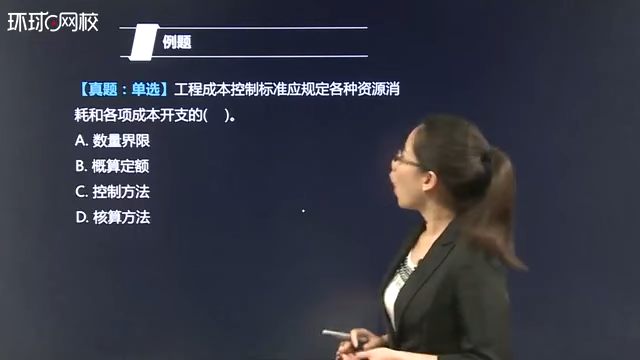 环球网校
例题
【真题：单选】工程成本控制标准应规定各种资源消
耗和各项成本开支的( )。
A. 数量界限
B. 概算定额
C. 控制方法
D. 核算方法